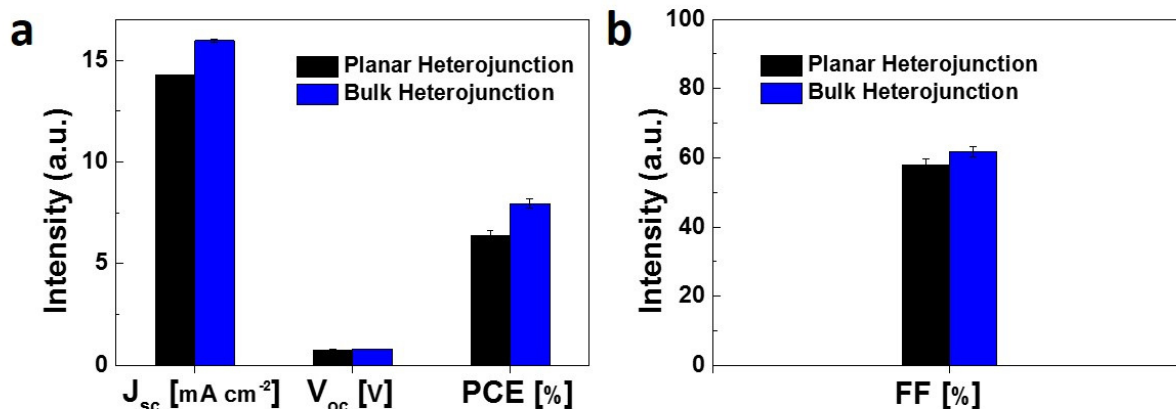 a
15
10
5
0
Intensity (a.u.)
Planar Heterojunction
Bulk Heterojunction
Jsc [mA cm-2]
Voc [V]
PCE [%]
b
100
80
60
40
20
0
Intensity (a.u.)
Planar Heterojunction
Bulk Heterojunction
FF [%]